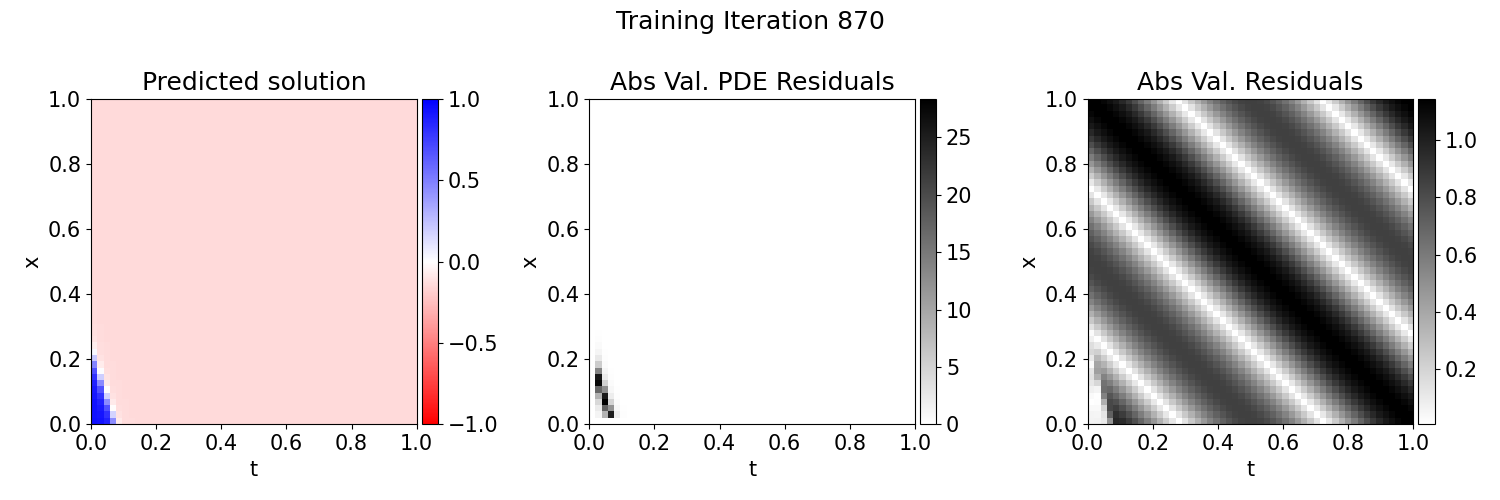 Training Iteration 870
Predicted solution
1.0
0.8
0.6
0.4
0.2
0.0
x
0.0 0.2 0.4 0.6 0.8 1.0
t
1.0
0.5
0.0
−0.5
−1.0
Abs Val. PDE Residuals
1.0
0.8
0.6
0.4
0.2
0.0
x
0.0 0.2 0.4 0.6 0.8 1.0
t
25
20
15
10
5
0
Abs Val. Residuals
1.0
0.8
0.6
0.4
0.2
0.0
x
0.0 0.2 0.4 0.6 0.8 1.0
t
1.0
0.8
0.6
0.4
0.2